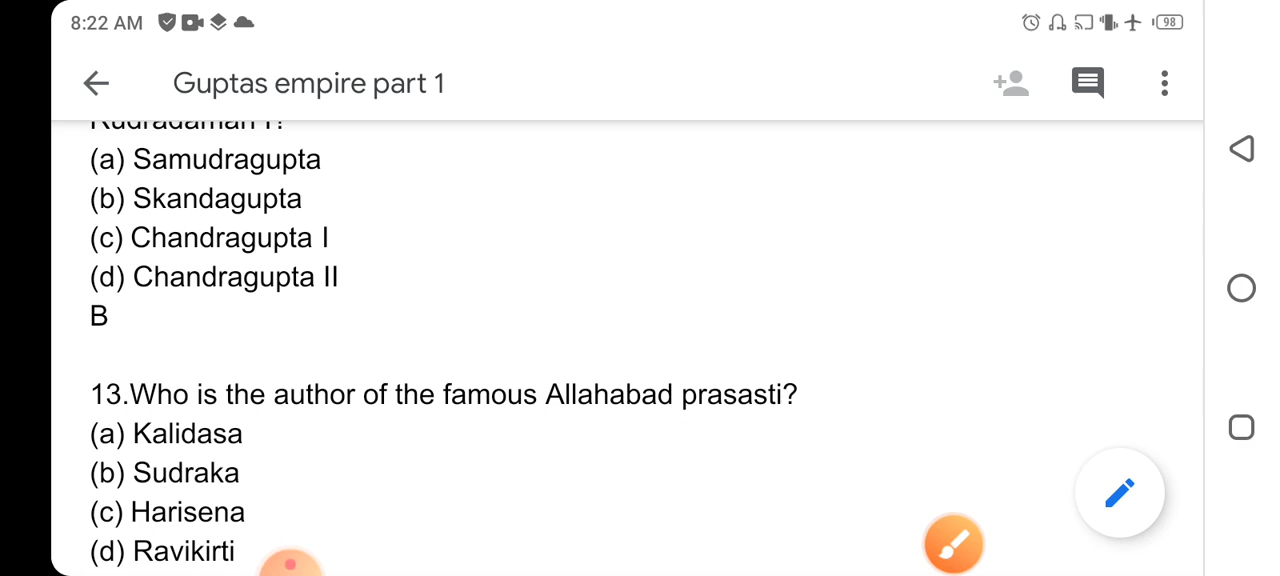 8:22 AM
98
Guptas empire part 1
(a) Samudragupta
(b) Skandagupta
(c) Chandragupta I
(d) Chandragupta II
B
13.Who is the author of the famous Allahabad prasasti?
(a) Kalidasa
(b) Sudraka
(c) Harisena
(d) Ravikirti